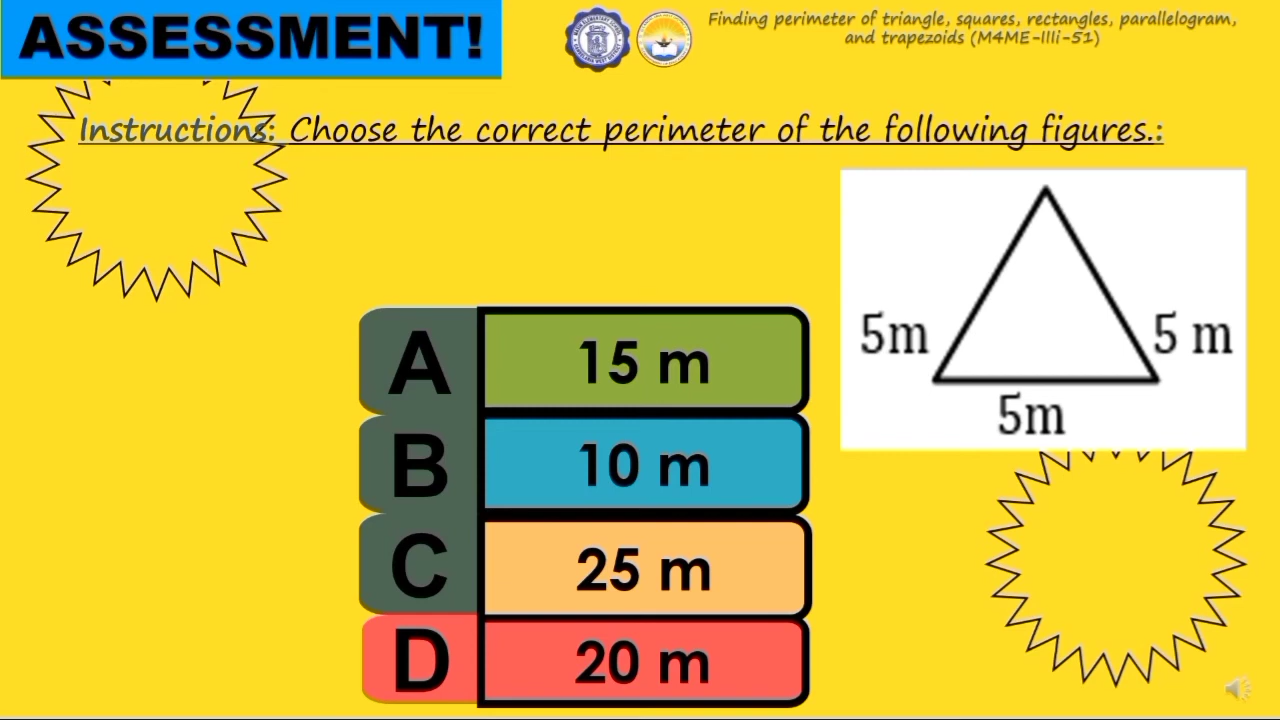 ASSESSMENT!
Finding perimeter of triangle, squares, rectangles, parallelogram,
and trapezoids (M4ME-IIIi-51)
Instructions: Choose the correct perimeter of the following figures.:
5m
5 m
5m
A 15 m
B 10 m
C 25 m
D 20 m